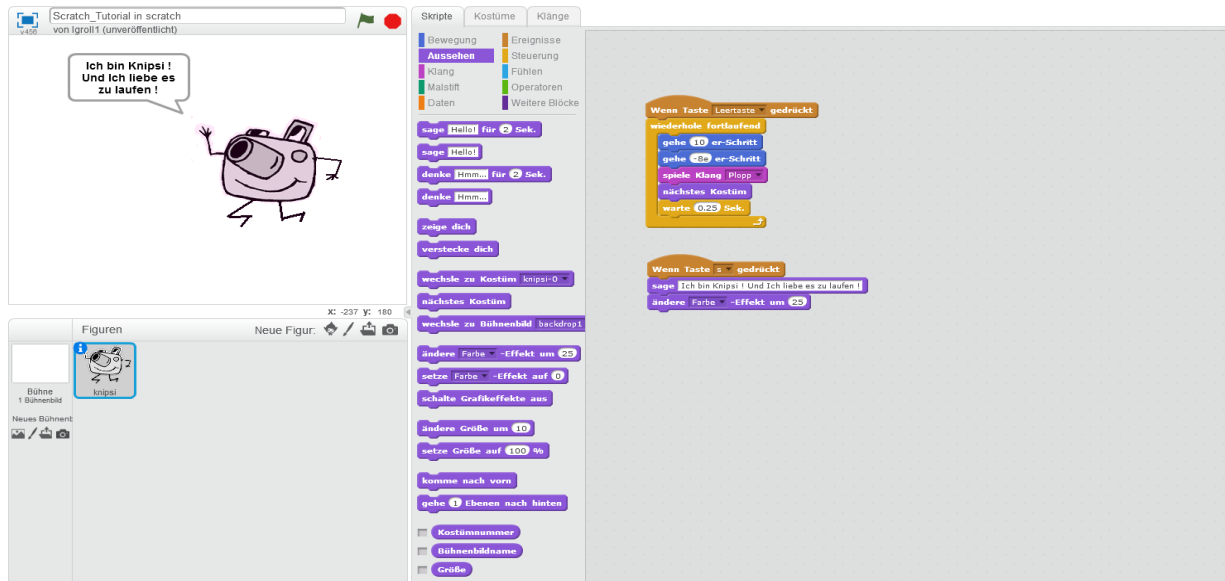 Scratch_Tutorial in scratch
von lgroll1 (unveröffentlicht)
v456
Ich bin Knipsi !
Und Ich liebe es
zu laufen !
x: -237 y: 180
Figuren
Neue Figur:
Bühne
1 Bühnenbild
Neues Bühnenb
knipsi
Skripte
Kostüme
Klänge
Bewegung
Aussehen
Klang
Malstift
Daten
Ereignisse
Steuerung
Fühlen
Operatoren
Weitere Blöcke
sage Hello! für 2 Sek.
sage Hello!
denke Hmm... für 2 Sek.
denke Hmm...
zeige dich
verstecke dich
wechsle zu Kostüm knipsi-0
nächstes Kostüm
wechsle zu Bühnenbild backdrop1
ändere Farbe -Effekt um 25
setze Farbe -Effekt auf 0
schalte Grafikeffekte aus
ändere Größe um 10
setze Größe auf 100 %
komme nach vorn
gehe 1 Ebenen nach hinten
Kostümnummer
Bühnenbildname
Größe
Wenn Taste Leertaste gedrückt
wiederhole fortlaufend
gehe 10 er-Schritt
gehe -8e er-Schritt
spiele Klang Plopp
nächstes Kostüm
warte 0.25 Sek.
Wenn Taste s gedrückt
sage Ich bin Knipsi ! Und Ich liebe es zu laufen !
ändere Farbe -Effekt um 25